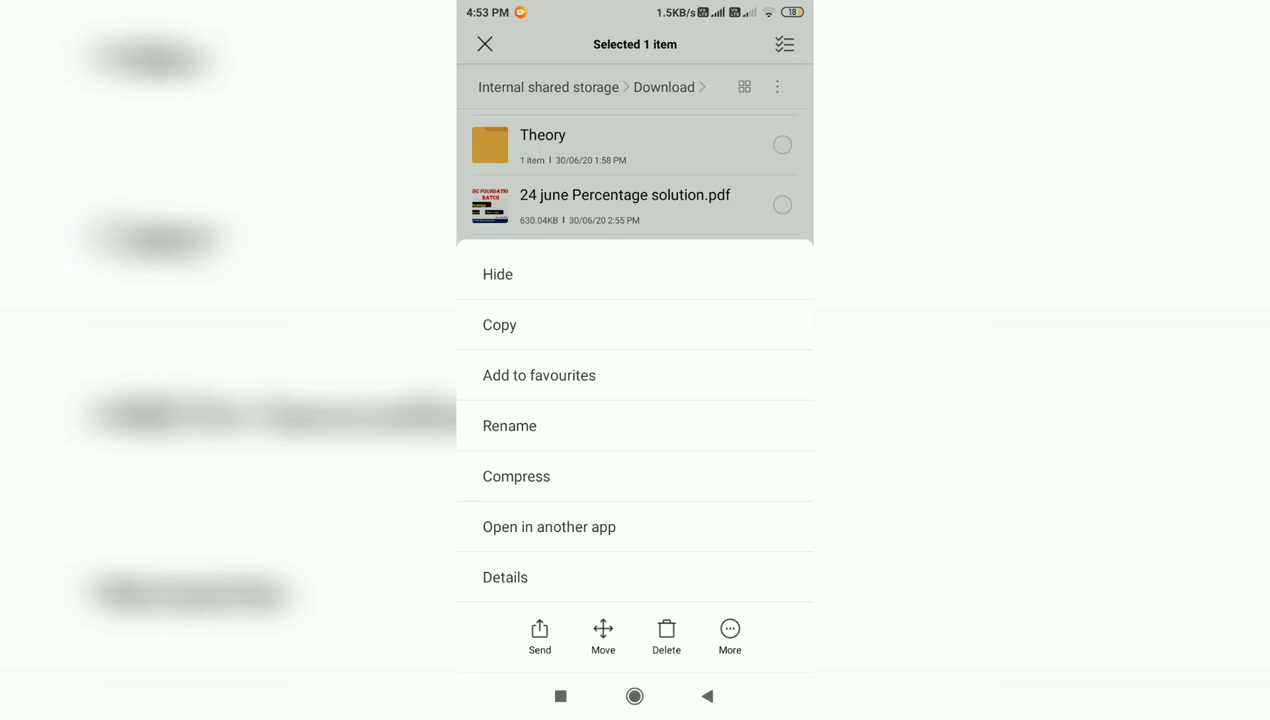 4:53 PM 1.5KB/s 18
Selected 1 item
Internal shared storage Download
Theory
1 item | 30/06/20 1:58 PM
24 june Percentage solution.pdf
630.04KB | 30/06/20 2:55 PM
Hide
Copy
Add to favourites
Rename
Compress
Open in another app
Details
Send Move Delete More